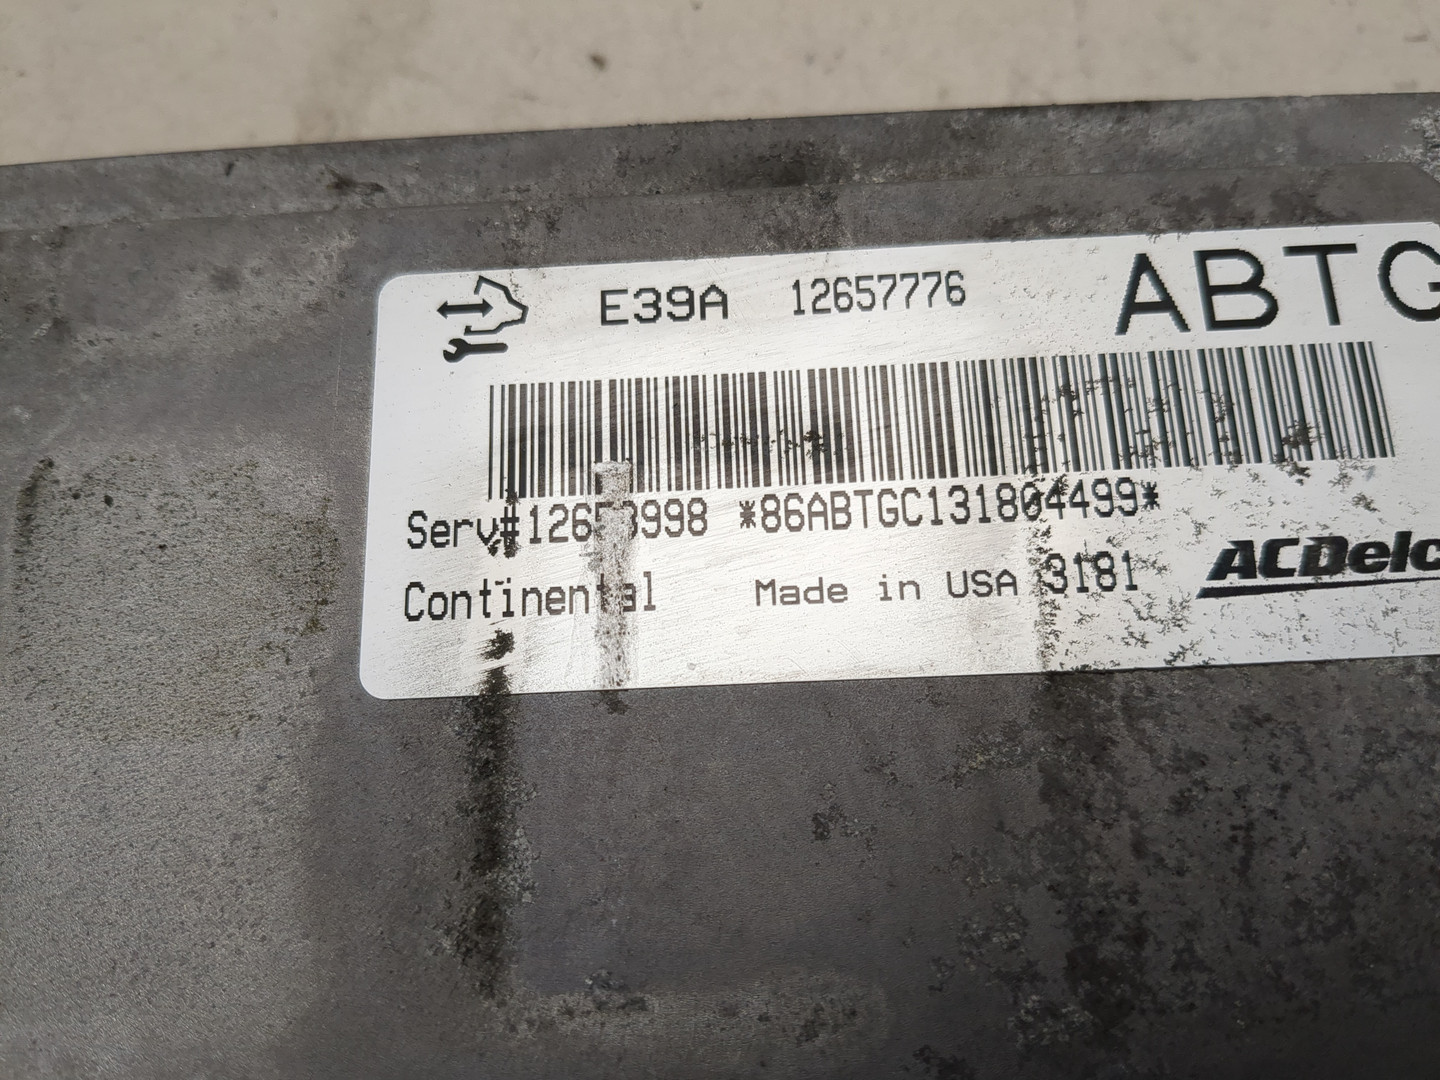 E39A 12657776 ABTG
*86ABTGC131804499*
Serv#
Continental Made in USA 3181
ACDelc